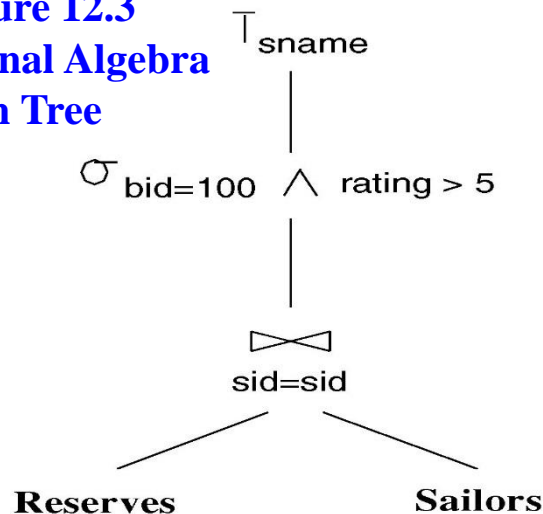 ure 12.3
nal Algebra
n Tree
π sname
σ bid=100 ∧ rating > 5
⋈
sid=sid
Reserves Sailors